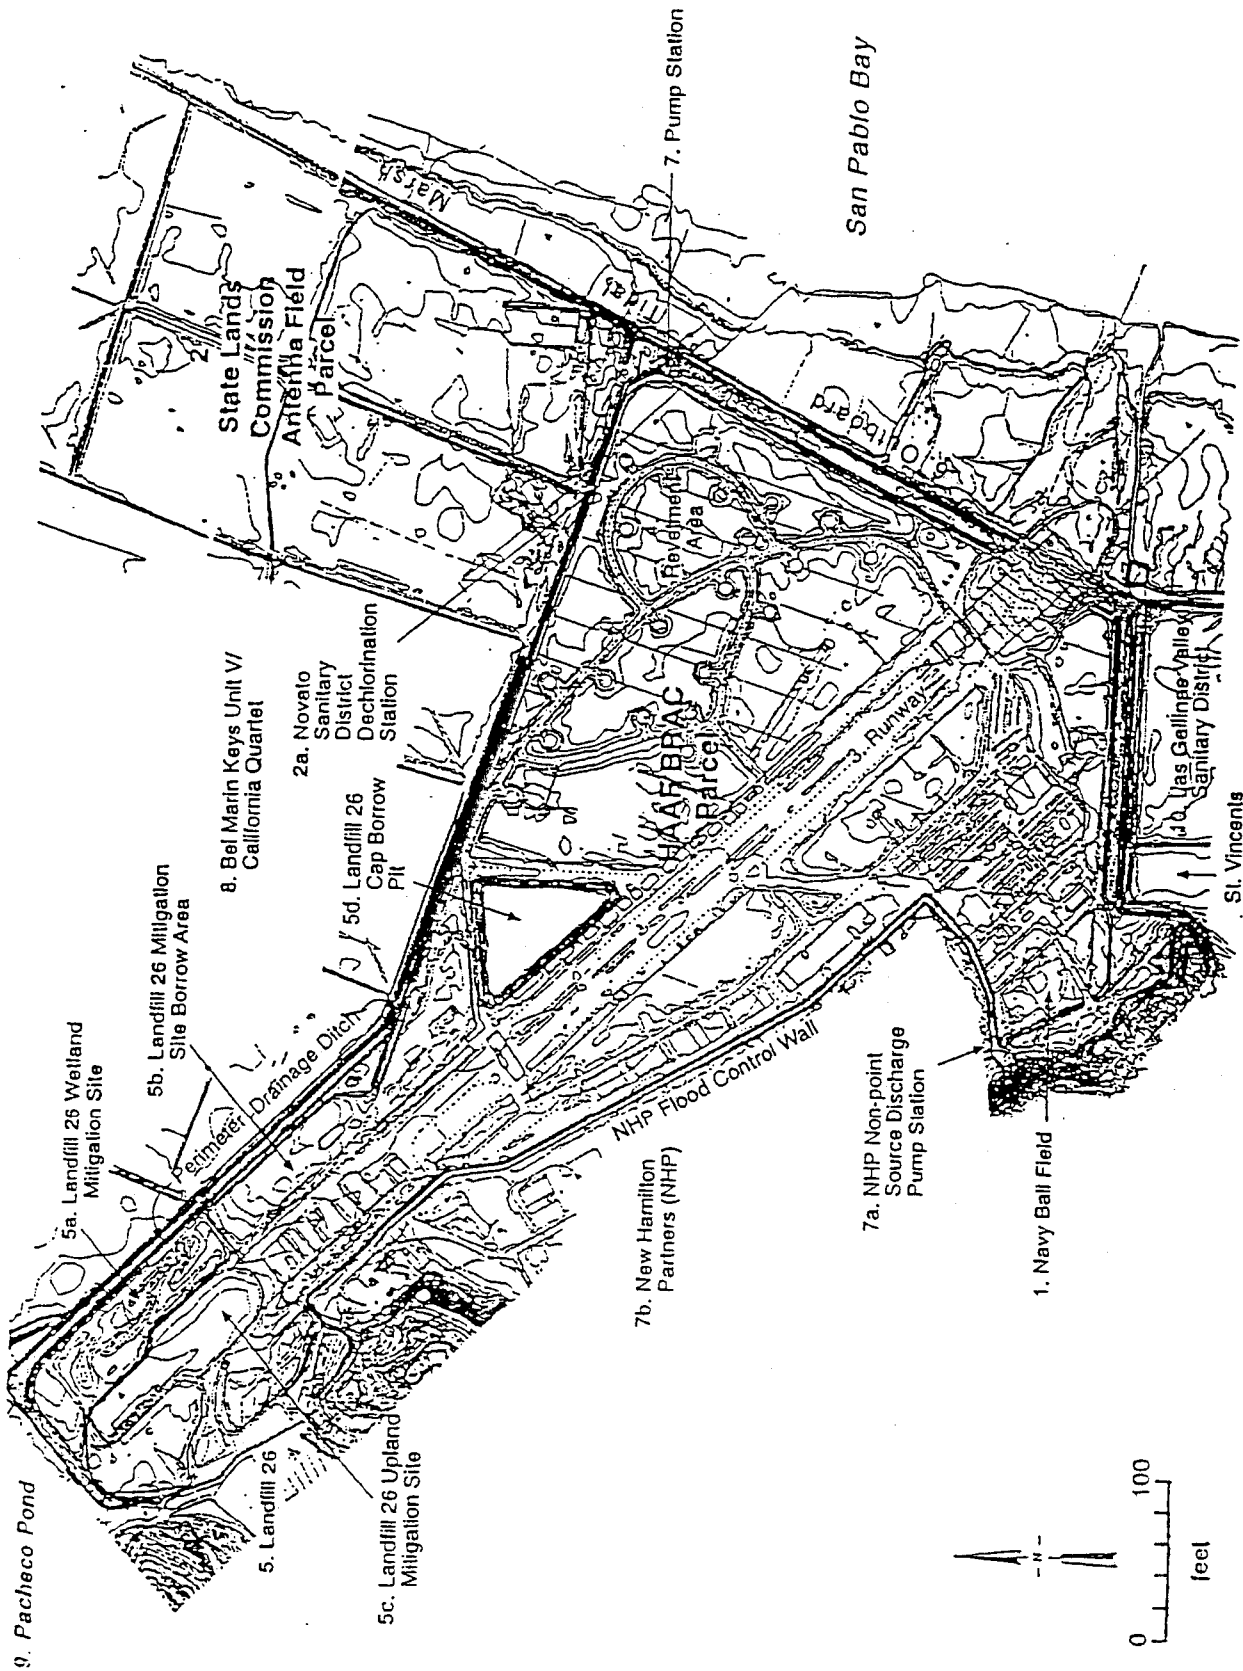 9. Pacheco Pond
5a. Landfill 26 Wetland
Mitigation Site
5b. Landfill 26 Mitigation
Site Borrow Area
Perimeter Drainage Ditch
8. Bel Marin Keys Unit V/
California Quartet
2a. Novato
Sanitary
District
Dechlorination
Station
5d. Landfill 26
Cap Borrow
Pit
2
State Lands
Commission
Antenna Field
Parcel
Marsh
Tidal
7. Pump Station
San Pablo Bay
Outboard
Revetment
Area
HAAF BRAC
Parcel
3. Runway
5. Landfill 26
5c. Landfill 26 Upland
Mitigation Site
NHP Flood Control Wall
7b. New Hamilton
Partners (NHP)
7a. NHP Non-point
Source Discharge
Pump Station
1. Navy Ball Field
10. Las Gallinas Valley
Sanitary District
St. Vincents
- N -
0
100
feet